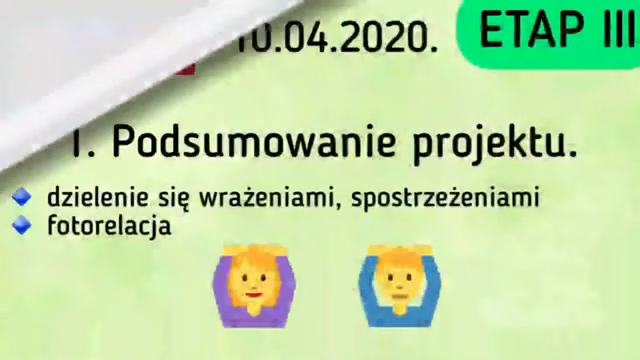 10.04.2020.
ETAP III
1. Podsumowanie projektu.
dzielenie się wrażeniami, spostrzeżeniami
fotorelacja